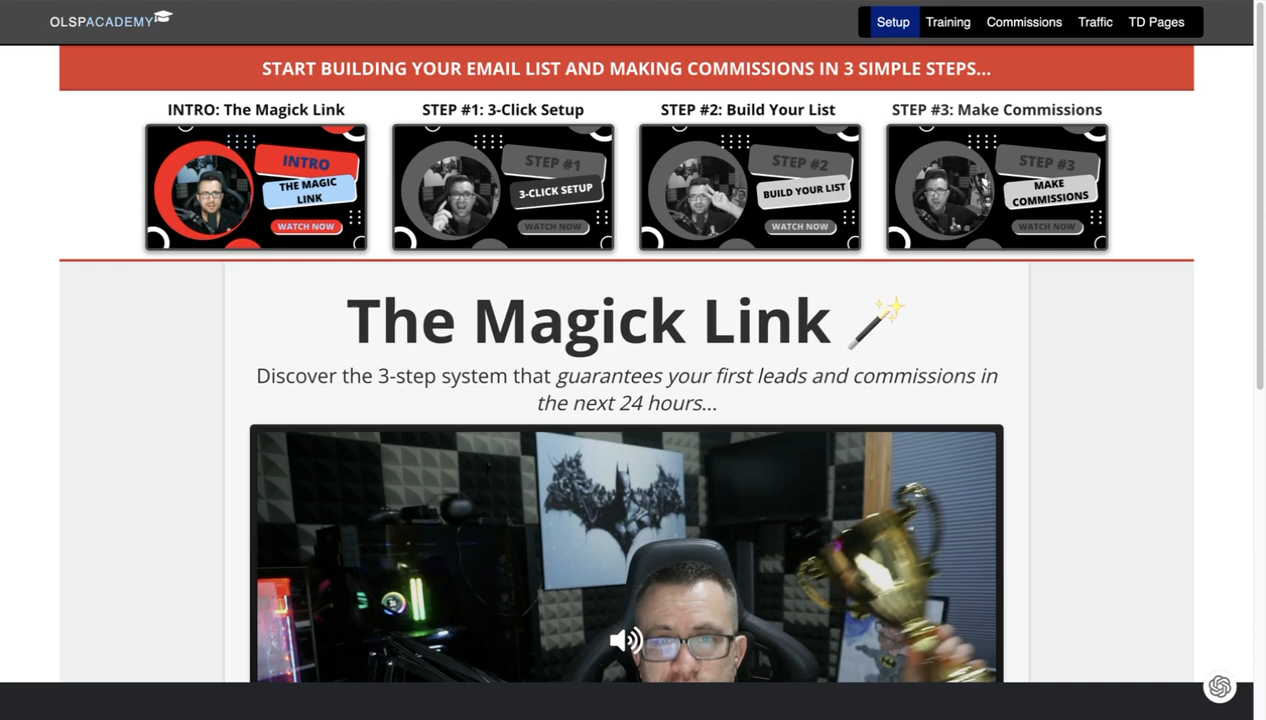 OLSPACADEMY
Setup Training Commissions Traffic TD Pages
START BUILDING YOUR EMAIL LIST AND MAKING COMMISSIONS IN 3 SIMPLE STEPS...
INTRO: The Magick Link
STEP #1: 3-Click Setup
STEP #2: Build Your List
STEP #3: Make Commissions
INTRO
THE MAGIC
LINK
WATCH NOW
STEP #1
3-CLICK SETUP
WATCH NOW
STEP #2
BUILD YOUR LIST
WATCH NOW
STEP #3
MAKE
COMMISSIONS
WATCH NOW
The Magick Link
Discover the 3-step system that guarantees your first leads and commissions in
the next 24 hours...